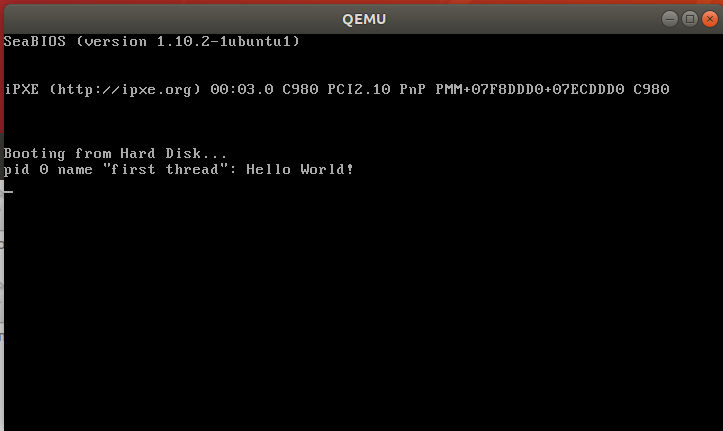 QEMU
SeaBIOS (version 1.10.2-1ubuntu1)
iPXE (http://ipxe.org) 00:03.0 C980 PCI2.10 PnP PMM+07F8DDD0+07ECDDD0 C980
Booting from Hard Disk...
pid 0 name "first thread": Hello World!